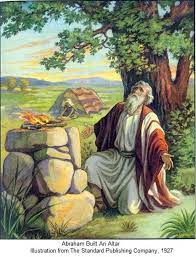 Abraham Built An Altar
Illustration from The Standard Publishing Company, 1927